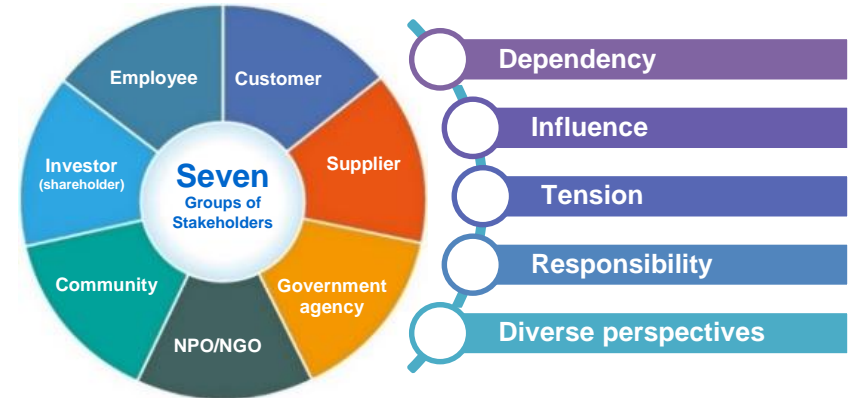 Employee
Customer
Investor
(shareholder)
Seven
Groups of
Stakeholders
Supplier
Community
Government
agency
NPO/NGO
Dependency
Influence
Tension
Responsibility
Diverse perspectives